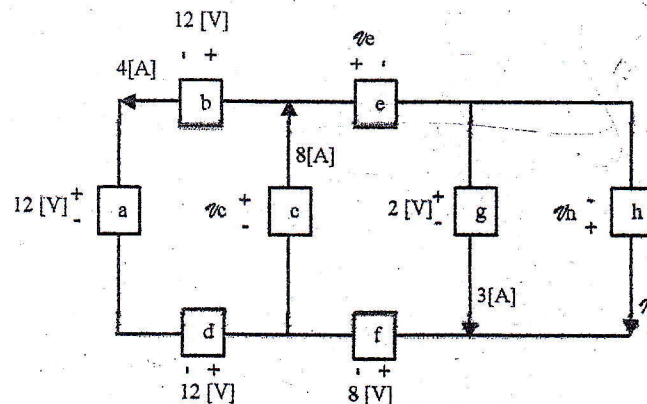 12 [V]
- +
b
4[A]
ve
+ -
e
8[A]
12 [V] + - a
vc + - c
2 [V] + - g
vh - + h
3[A]
d
- +
12 [V]
f
- +
8 [V]